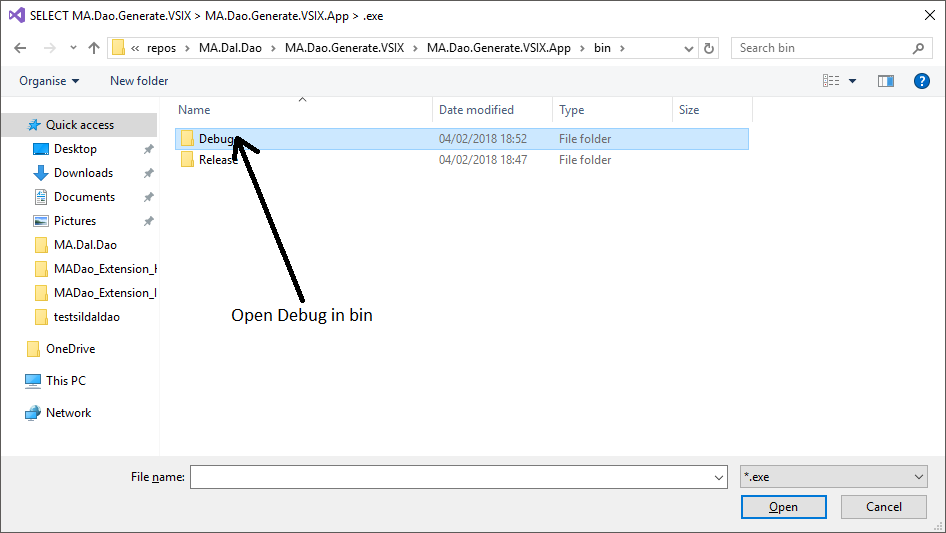 SELECT MA.Dao.Generate.VSIX > MA.Dao.Generate.VSIX.App > .exe
« repos > MA.Dal.Dao > MA.Dao.Generate.VSIX > MA.Dao.Generate.VSIX.App > bin >
Search bin
Organise
New folder
Name
Date modified
Type
Size
Quick access
Desktop
Downloads
Documents
Pictures
MA.Dal.Dao
MADao_Extension_
MADao_Extension_
testsildaldao
OneDrive
This PC
Network
Debug 04/02/2018 18:52 File folder
Release 04/02/2018 18:47 File folder
Open Debug in bin
File name:
*.exe
Open
Cancel